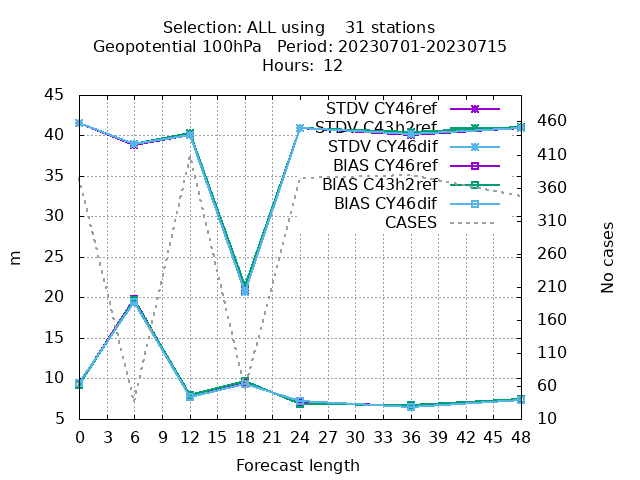 Selection: ALL using    31 stations
Geopotential 100hPa   Period: 20230701-20230715
Hours:  12
STDV CY46ref
STDV C43h2ref
STDV CY46dif
BIAS CY46ref
BIAS C43h2ref
BIAS CY46dif
CASES
45
40
35
30
25
20
15
10
5
m
460
410
360
310
260
210
160
110
60
10
No cases
0 3 6 9 12 15 18 21 24 27 30 33 36 39 42 45 48
Forecast length